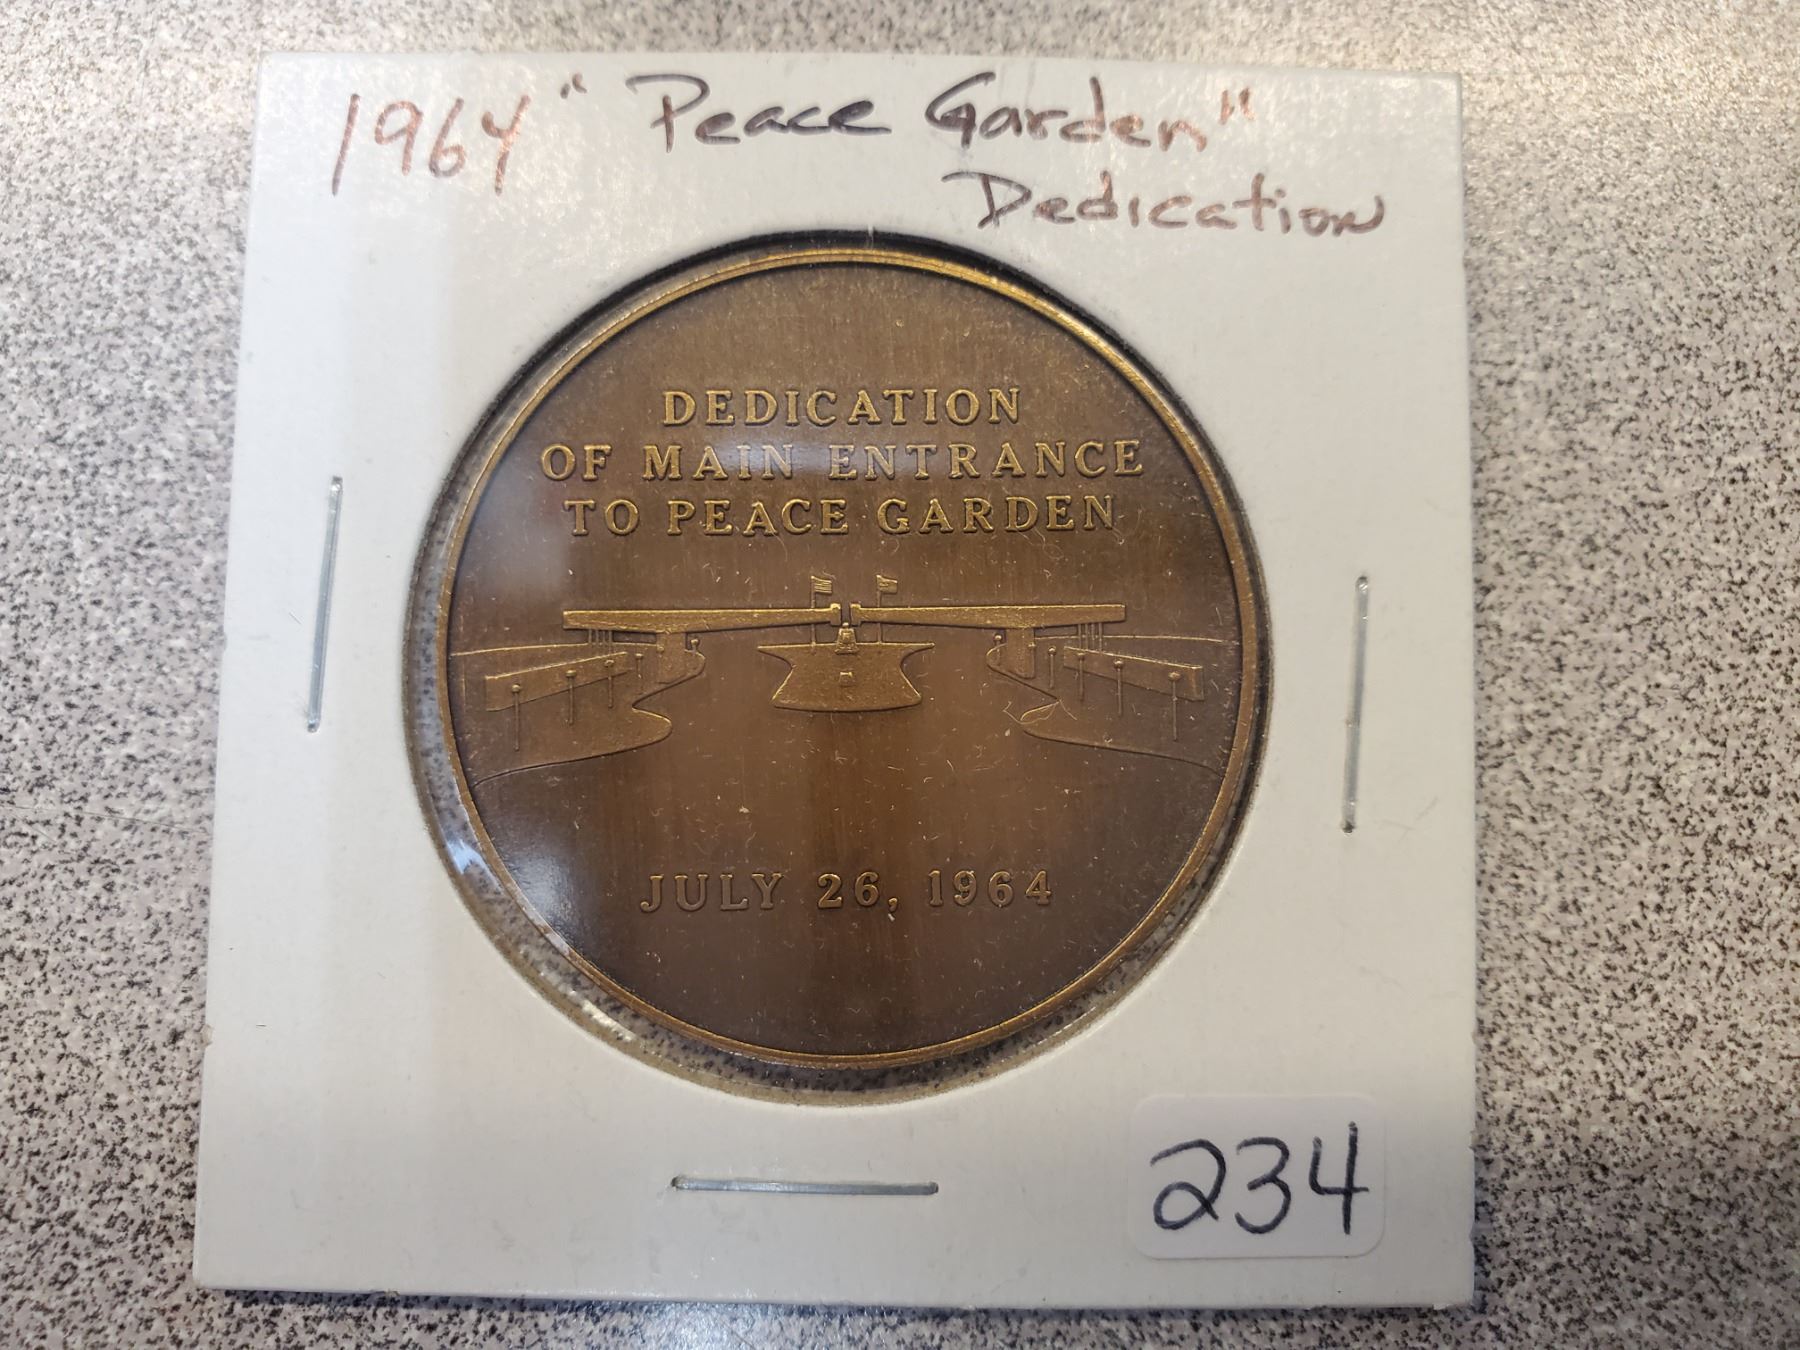 1964 "Peace Garden"
Dedication
DEDICATION
OF MAIN ENTRANCE
TO PEACE GARDEN
JULY 26, 1964
234